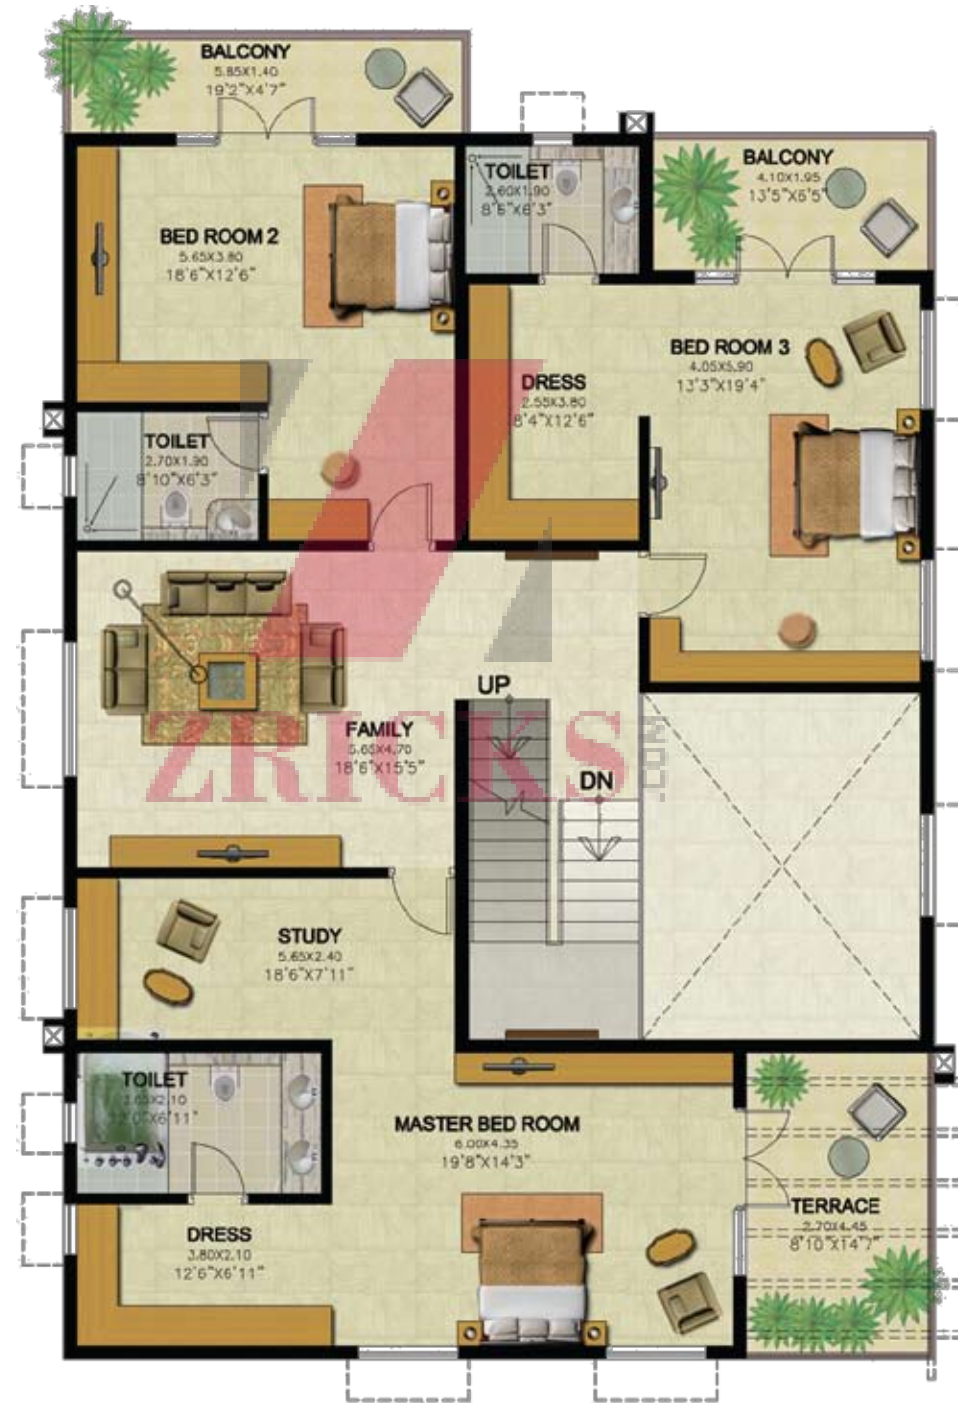 BALCONY
5.85X1.40
19'2"X4'7"
TOILET
2.60X1.90
8'6"X6'3"
BALCONY
4.10X1.95
13'5"X6'5"
BED ROOM 2
5.65X3.80
18'6"X12'6"
BED ROOM 3
4.05X5.90
13'3"X19'4"
DRESS
2.55X3.80
8'4"X12'6"
TOILET
2.70X1.90
8'10"X6'3"
UP
FAMILY
5.65X4.70
18'6"X15'5"
ZRICKS
DN
STUDY
5.65X2.40
18'6"X7'11"
TOILET
MASTER BED ROOM
6.00X4.35
19'8"X14'3"
TERRACE
2.70X4.45
8'10"X14'7"
DRESS
3.80X2.10
12'6"X6'11"